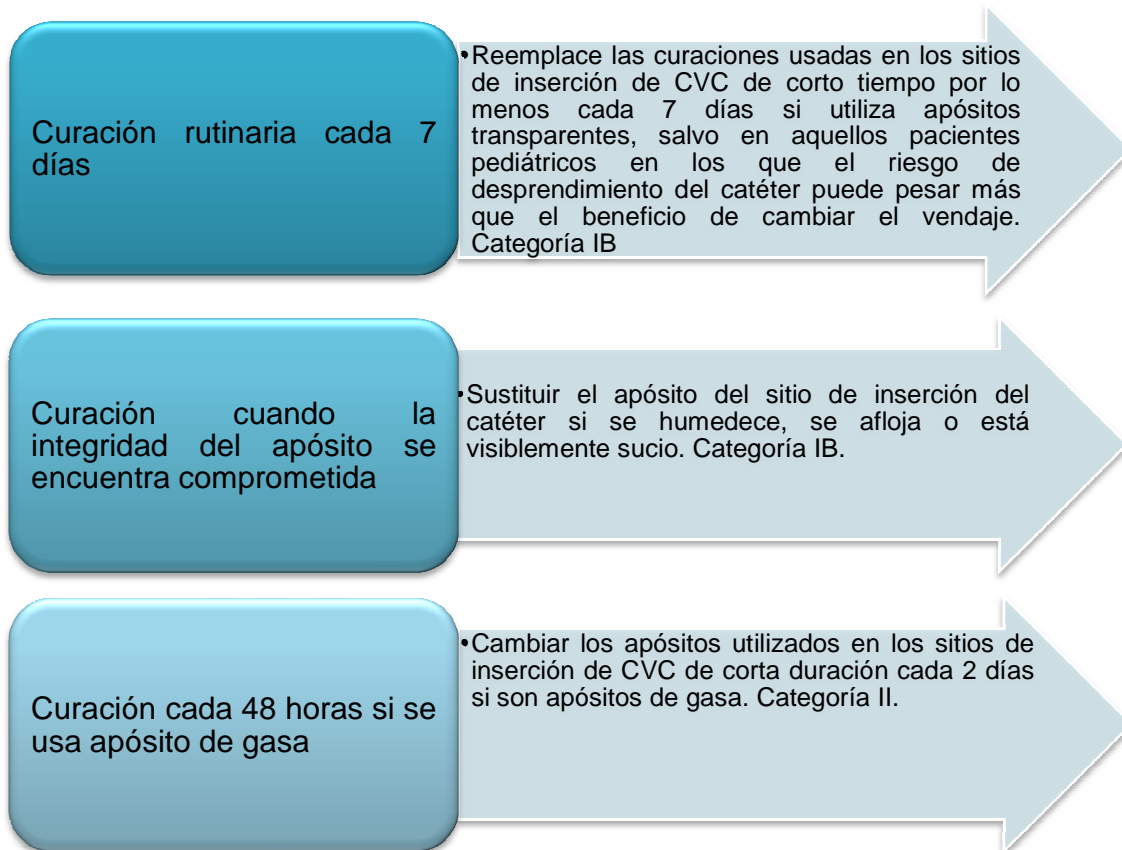 Curación rutinaria cada 7
días
•Reemplace las curaciones usadas en los sitios
de inserción de CVC de corto tiempo por lo
menos cada 7 días si utiliza apósitos
transparentes, salvo en aquellos pacientes
pediátricos en los que el riesgo de
desprendimiento del catéter puede pesar más
que el beneficio de cambiar el vendaje.
Categoría IB
Curación cuando la
integridad del apósito se
encuentra comprometida
•Sustituir el apósito del sitio de inserción del
catéter si se humedece, se afloja o está
visiblemente sucio. Categoría IB.
Curación cada 48 horas si se
usa apósito de gasa
•Cambiar los apósitos utilizados en los sitios de
inserción de CVC de corta duración cada 2 días
si son apósitos de gasa. Categoría II.